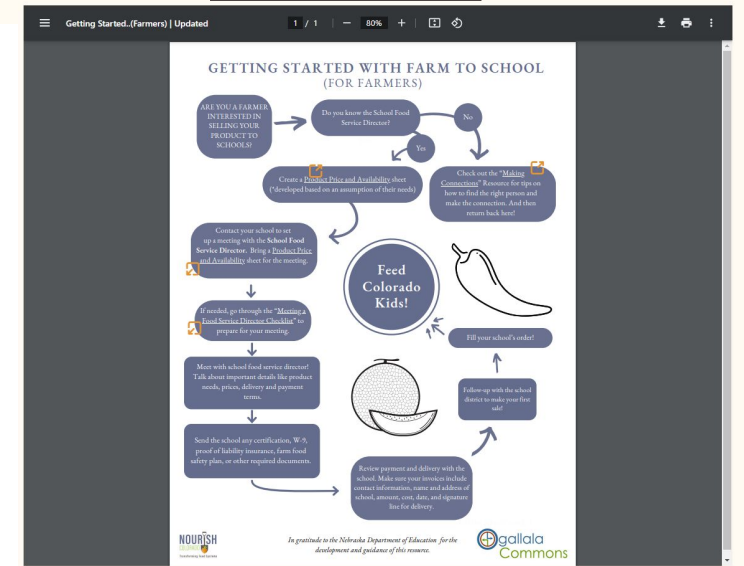 Getting Started..(Farmers) | Updated
1 / 1
80%
GETTING STARTED WITH FARM TO SCHOOL
(FOR FARMERS)
ARE YOU A FARMER
INTERESTED IN
SELLING YOUR
PRODUCT TO
SCHOOLS?
Do you know the School Food
Service Director?
No
Yes
Create a Product Price and Availability sheet
(*developed based on an assumption of their needs)
Check out the "Making
Connections" Resource for tips on
how to find the right person and
make the connection. And then
return back here!
Contact your school to set
up a meeting with the School Food
Service Director. Bring a Product Price
and Availability sheet for the meeting.
Feed
Colorado
Kids!
If needed, go through the "Meeting a
Food Service Director Checklist" to
prepare for your meeting.
Fill your school's order!
Meet with school food service director!
Talk about important details like product
needs, prices, delivery and payment
terms.
Follow-up with the school
district to make your first
sale!
Send the school any certification, W-9,
proof of liability insurance, farm food
safety plan, or other required documents.
Review payment and delivery with the
school. Make sure your invoices include
contact information, name and address of
school, amount, cost, date, and signature
line for delivery.
NOURISH
In gratitude to the Nebraska Department of Education for the
development and guidance of this resource.
Ogallala
Commons